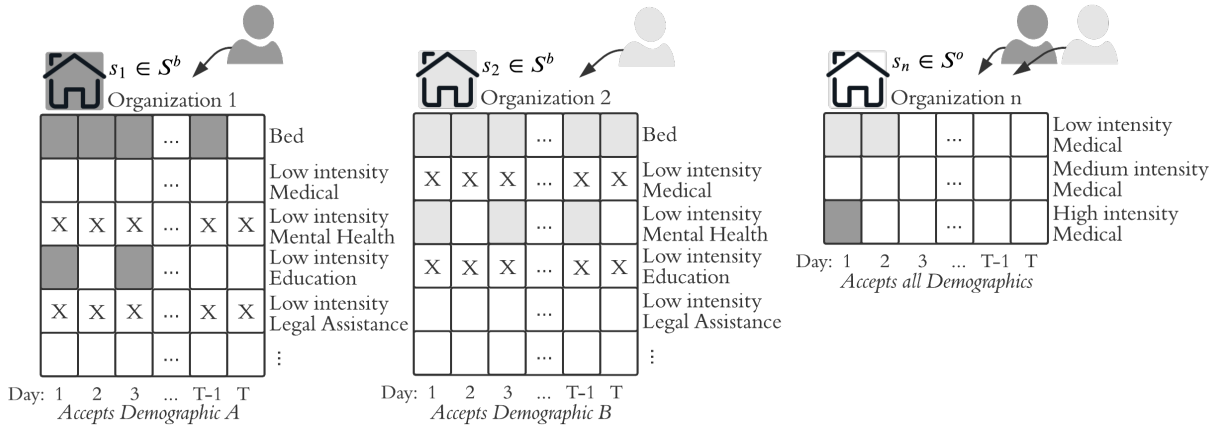 s₁ ∈ Sᵇ
Organization 1
... Bed
... Low intensity
Medical
X X X ... X X Low intensity
Mental Health
... Low intensity
Education
X X X ... X X Low intensity
Legal Assistance
... ⋮
Day: 1 2 3 ... T-1 T
Accepts Demographic A
s₂ ∈ Sᵇ
Organization 2
... Bed
X X X ... X X Low intensity
Medical
... Low intensity
Mental Health
X X X ... X X Low intensity
Education
... Low intensity
Legal Assistance
... ⋮
Day: 1 2 3 ... T-1 T
Accepts Demographic B
sₙ ∈ Sᵒ
Organization n
... Low intensity
Medical
... Medium intensity
Medical
... High intensity
Medical
Day: 1 2 3 ... T-1 T
Accepts all Demographics